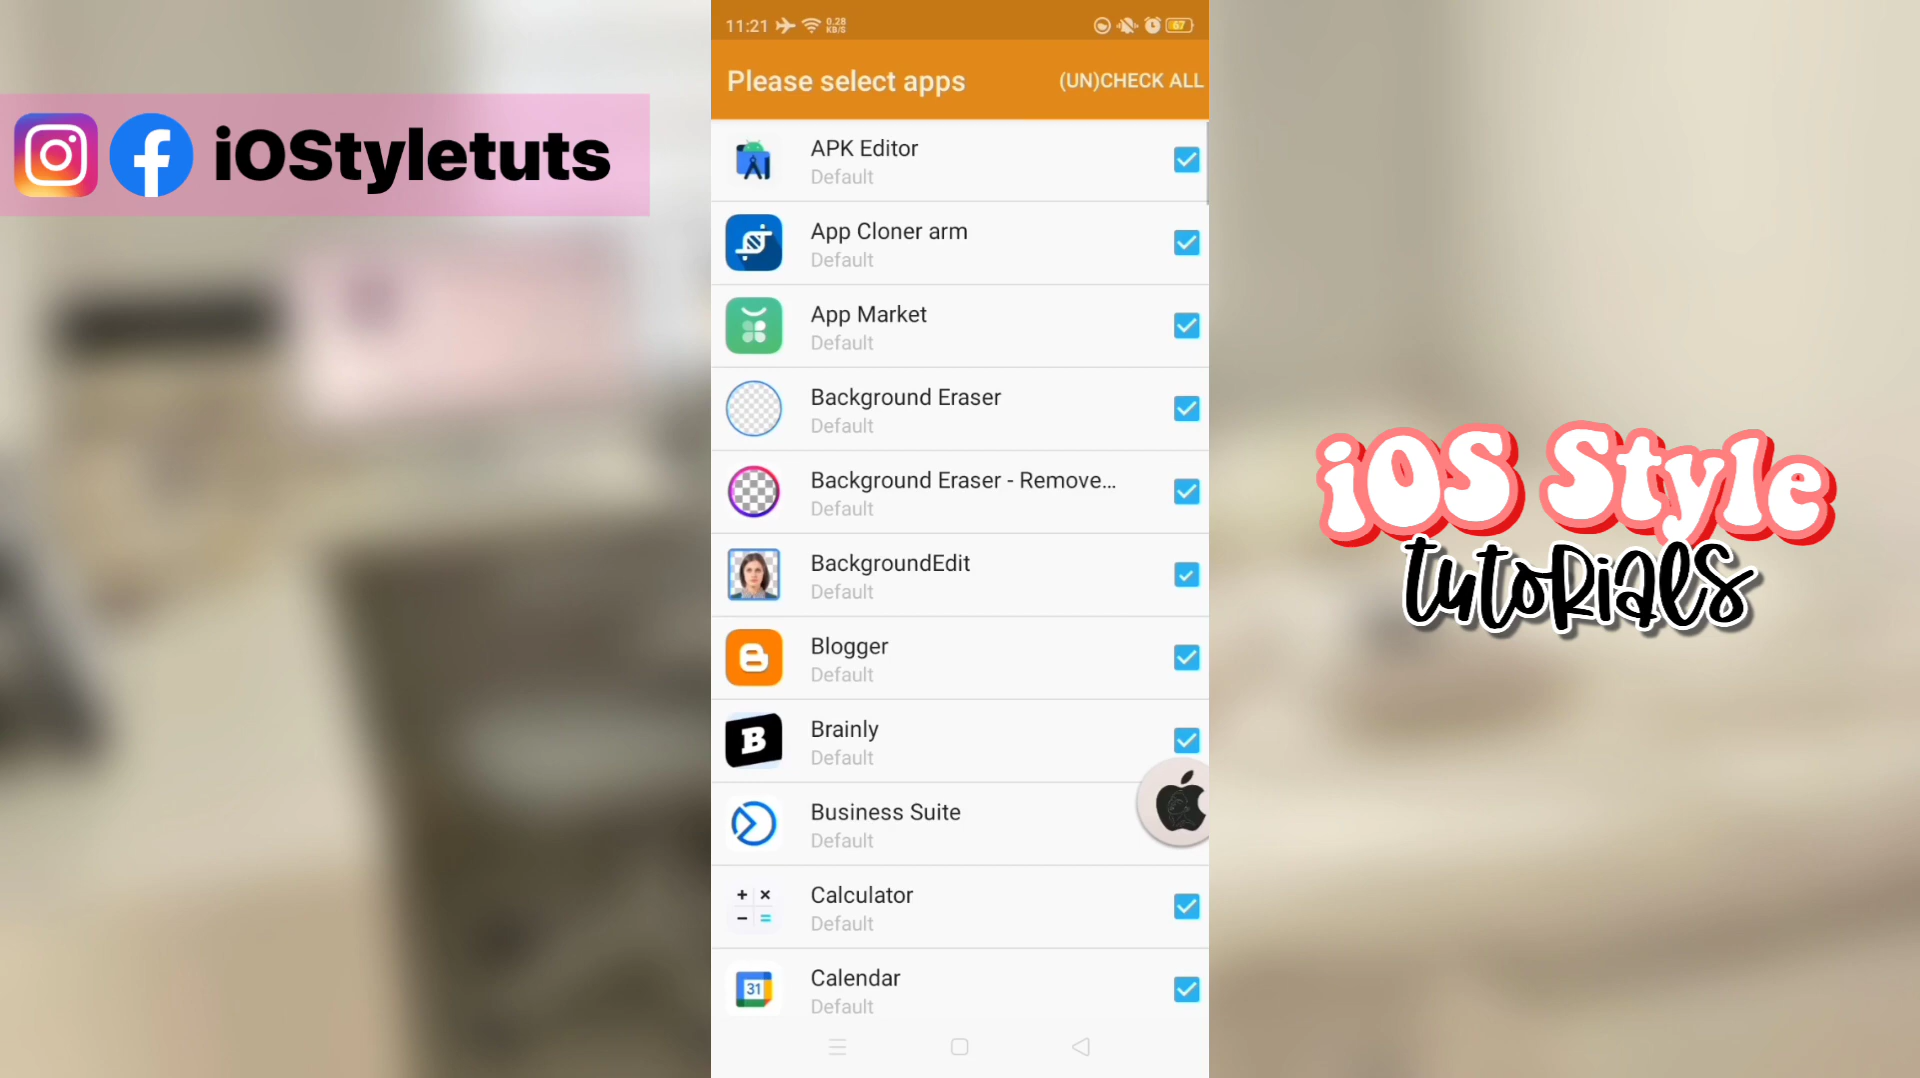 iOStyletuts
11:21
0.28
KB/S
67
Please select apps
(UN)CHECK ALL
APK Editor
Default
App Cloner arm
Default
App Market
Default
Background Eraser
Default
Background Eraser - Remove...
Default
BackgroundEdit
Default
Blogger
Default
B
Brainly
Default
Business Suite
Default
Calculator
Default
31
Calendar
Default
iOS Style
tutorials